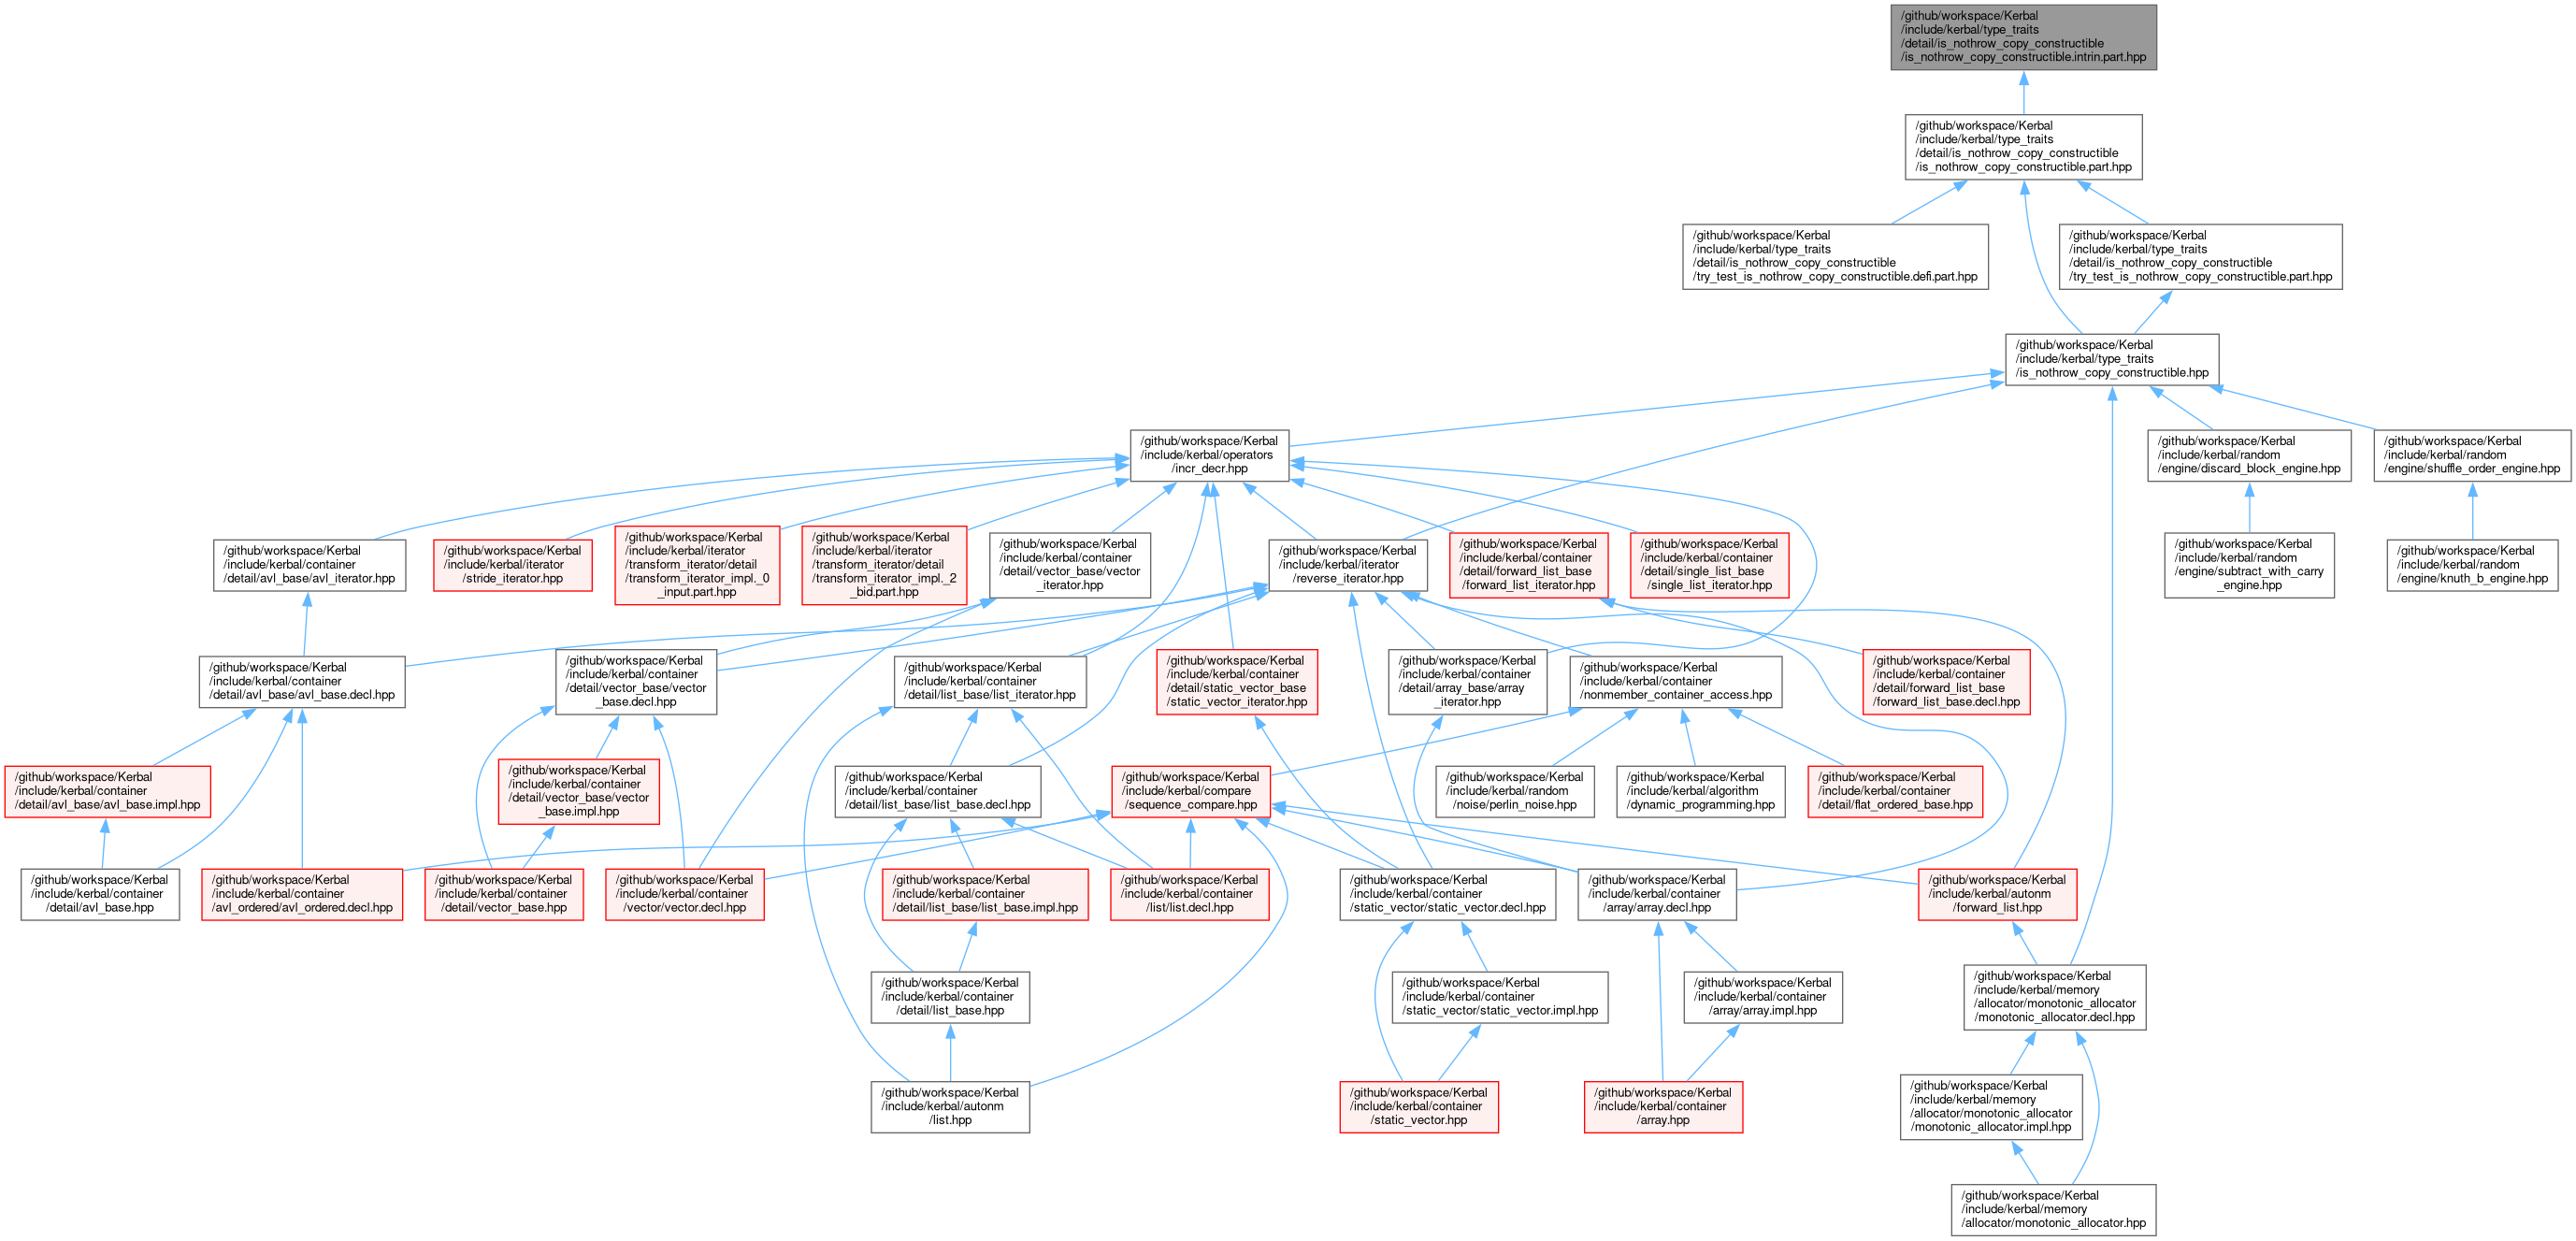 /github/workspace/Kerbal
/include/kerbal/type_traits
/detail/is_nothrow_copy_constructible
/is_nothrow_copy_constructible.intrin.part.hpp
/github/workspace/Kerbal
/include/kerbal/type_traits
/detail/is_nothrow_copy_constructible
/is_nothrow_copy_constructible.part.hpp
/github/workspace/Kerbal
/include/kerbal/type_traits
/detail/is_nothrow_copy_constructible
/try_test_is_nothrow_copy_constructible.defi.part.hpp
/github/workspace/Kerbal
/include/kerbal/type_traits
/detail/is_nothrow_copy_constructible
/try_test_is_nothrow_copy_constructible.part.hpp
/github/workspace/Kerbal
/include/kerbal/type_traits
/is_nothrow_copy_constructible.hpp
/github/workspace/Kerbal
/include/kerbal/operators
/incr_decr.hpp
/github/workspace/Kerbal
/include/kerbal/random
/engine/discard_block_engine.hpp
/github/workspace/Kerbal
/include/kerbal/random
/engine/shuffle_order_engine.hpp
/github/workspace/Kerbal
/include/kerbal/container
/detail/avl_base/avl_iterator.hpp
/github/workspace/Kerbal
/include/kerbal/iterator
/stride_iterator.hpp
/github/workspace/Kerbal
/include/kerbal/iterator
/transform_iterator/detail
/transform_iterator_impl._0
_input.part.hpp
/github/workspace/Kerbal
/include/kerbal/iterator
/transform_iterator/detail
/transform_iterator_impl._2
_bid.part.hpp
/github/workspace/Kerbal
/include/kerbal/container
/detail/vector_base/vector
_iterator.hpp
/github/workspace/Kerbal
/include/kerbal/iterator
/reverse_iterator.hpp
/github/workspace/Kerbal
/include/kerbal/container
/detail/forward_list_base
/forward_list_iterator.hpp
/github/workspace/Kerbal
/include/kerbal/container
/detail/single_list_base
/single_list_iterator.hpp
/github/workspace/Kerbal
/include/kerbal/random
/engine/subtract_with_carry
_engine.hpp
/github/workspace/Kerbal
/include/kerbal/random
/engine/knuth_b_engine.hpp
/github/workspace/Kerbal
/include/kerbal/container
/detail/avl_base/avl_base.decl.hpp
/github/workspace/Kerbal
/include/kerbal/container
/detail/vector_base/vector
_base.decl.hpp
/github/workspace/Kerbal
/include/kerbal/container
/detail/list_base/list_iterator.hpp
/github/workspace/Kerbal
/include/kerbal/container
/detail/static_vector_base
/static_vector_iterator.hpp
/github/workspace/Kerbal
/include/kerbal/container
/detail/array_base/array
_iterator.hpp
/github/workspace/Kerbal
/include/kerbal/container
/nonmember_container_access.hpp
/github/workspace/Kerbal
/include/kerbal/container
/detail/forward_list_base
/forward_list_base.decl.hpp
/github/workspace/Kerbal
/include/kerbal/container
/detail/avl_base/avl_base.impl.hpp
/github/workspace/Kerbal
/include/kerbal/container
/detail/vector_base/vector
_base.impl.hpp
/github/workspace/Kerbal
/include/kerbal/container
/detail/list_base/list_base.decl.hpp
/github/workspace/Kerbal
/include/kerbal/compare
/sequence_compare.hpp
/github/workspace/Kerbal
/include/kerbal/random
/noise/perlin_noise.hpp
/github/workspace/Kerbal
/include/kerbal/algorithm
/dynamic_programming.hpp
/github/workspace/Kerbal
/include/kerbal/container
/detail/flat_ordered_base.hpp
/github/workspace/Kerbal
/include/kerbal/container
/detail/avl_base.hpp
/github/workspace/Kerbal
/include/kerbal/container
/avl_ordered/avl_ordered.decl.hpp
/github/workspace/Kerbal
/include/kerbal/container
/detail/vector_base.hpp
/github/workspace/Kerbal
/include/kerbal/container
/vector/vector.decl.hpp
/github/workspace/Kerbal
/include/kerbal/container
/detail/list_base/list_base.impl.hpp
/github/workspace/Kerbal
/include/kerbal/container
/list/list.decl.hpp
/github/workspace/Kerbal
/include/kerbal/container
/static_vector/static_vector.decl.hpp
/github/workspace/Kerbal
/include/kerbal/container
/array/array.decl.hpp
/github/workspace/Kerbal
/include/kerbal/autonm
/forward_list.hpp
/github/workspace/Kerbal
/include/kerbal/container
/detail/list_base.hpp
/github/workspace/Kerbal
/include/kerbal/container
/static_vector/static_vector.impl.hpp
/github/workspace/Kerbal
/include/kerbal/container
/array/array.impl.hpp
/github/workspace/Kerbal
/include/kerbal/memory
/allocator/monotonic_allocator
/monotonic_allocator.decl.hpp
/github/workspace/Kerbal
/include/kerbal/autonm
/list.hpp
/github/workspace/Kerbal
/include/kerbal/container
/static_vector.hpp
/github/workspace/Kerbal
/include/kerbal/container
/array.hpp
/github/workspace/Kerbal
/include/kerbal/memory
/allocator/monotonic_allocator
/monotonic_allocator.impl.hpp
/github/workspace/Kerbal
/include/kerbal/memory
/allocator/monotonic_allocator.hpp